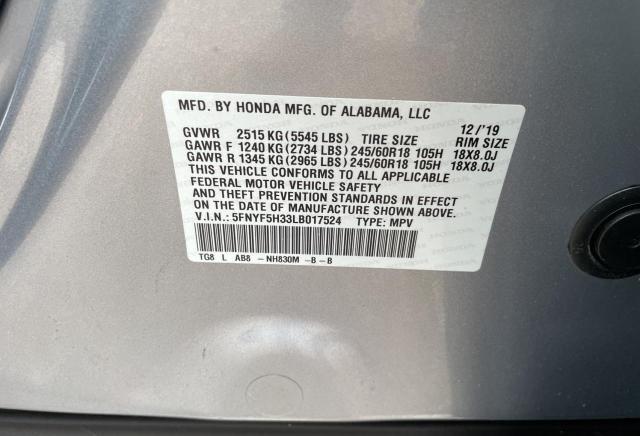 MFD. BY HONDA MFG. OF ALABAMA, LLC
GVWR 2515 KG (5545 LBS) TIRE SIZE 12/'19 RIM SIZE
GAWR F 1240 KG (2734 LBS) 245/60R18 105H 18X8.0J
GAWR R 1345 KG (2965 LBS) 245/60R18 105H 18X8.0J
THIS VEHICLE CONFORMS TO ALL APPLICABLE
FEDERAL MOTOR VEHICLE SAFETY
AND THEFT PREVENTION STANDARDS IN EFFECT
ON THE DATE OF MANUFACTURE SHOWN ABOVE.
V.I.N.: 5FNYF5H33LB017524 TYPE: MPV
TG8 L AB8 - NH830M - B - B